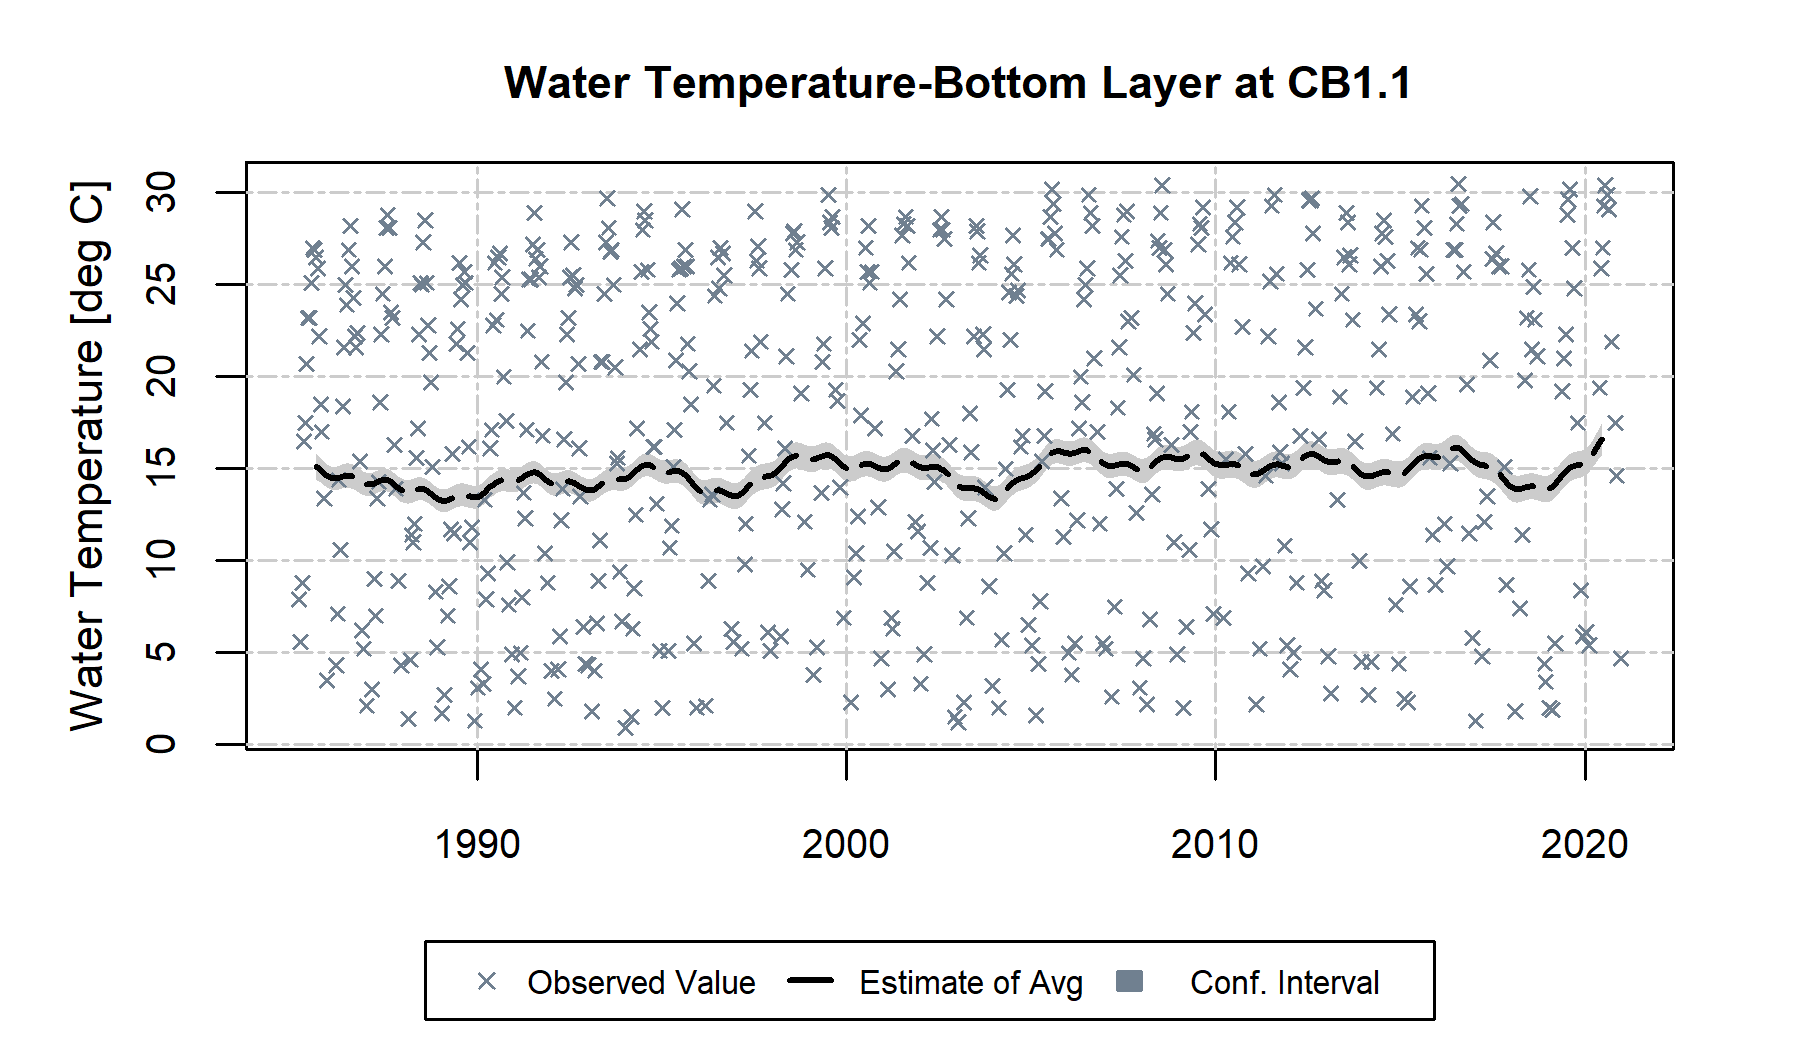 Water Temperature-Bottom Layer at CB1.1
Water Temperature [deg C]
30
25
20
15
10
5
0
1990 2000 2010 2020
Observed Value Estimate of Avg Conf. Interval